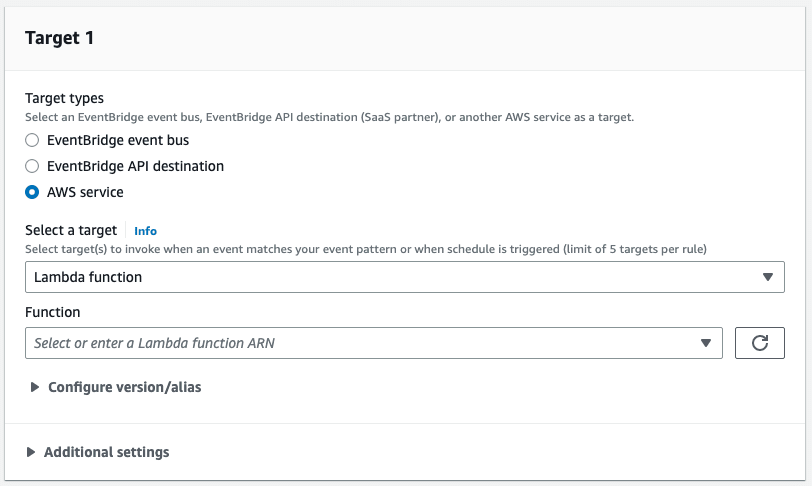 Target 1
Target types
Select an EventBridge event bus, EventBridge API destination (SaaS partner), or another AWS service as a target.
EventBridge event bus
EventBridge API destination
AWS service
Select a target Info
Select target(s) to invoke when an event matches your event pattern or when schedule is triggered (limit of 5 targets per rule)
Lambda function
Function
Select or enter a Lambda function ARN
Configure version/alias
Additional settings